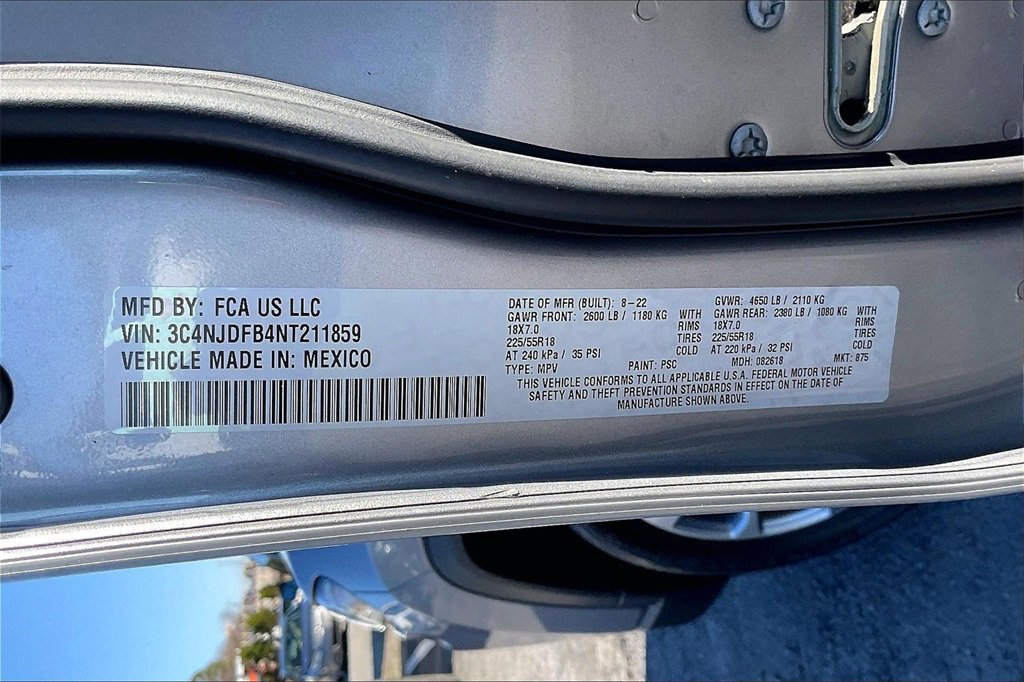 MFD BY: FCA US LLC
VIN: 3C4NJDFB4NT211859
VEHICLE MADE IN: MEXICO
DATE OF MFR (BUILT): 8-22 GVWR: 4650 LB / 2110 KG
GAWR FRONT: 2600 LB / 1180 KG WITH GAWR REAR: 2380 LB / 1080 KG WITH
18X7.0 RIMS 18X7.0 RIMS
225/55R18 TIRES 225/55R18 TIRES
AT 240 kPa / 35 PSI COLD AT 220 kPa / 32 PSI COLD
TYPE: MPV PAINT: PSC MDH: 082618 MKT: 875
THIS VEHICLE CONFORMS TO ALL APPLICABLE U.S.A. FEDERAL MOTOR VEHICLE
SAFETY AND THEFT PREVENTION STANDARDS IN EFFECT ON THE DATE OF
MANUFACTURE SHOWN ABOVE.